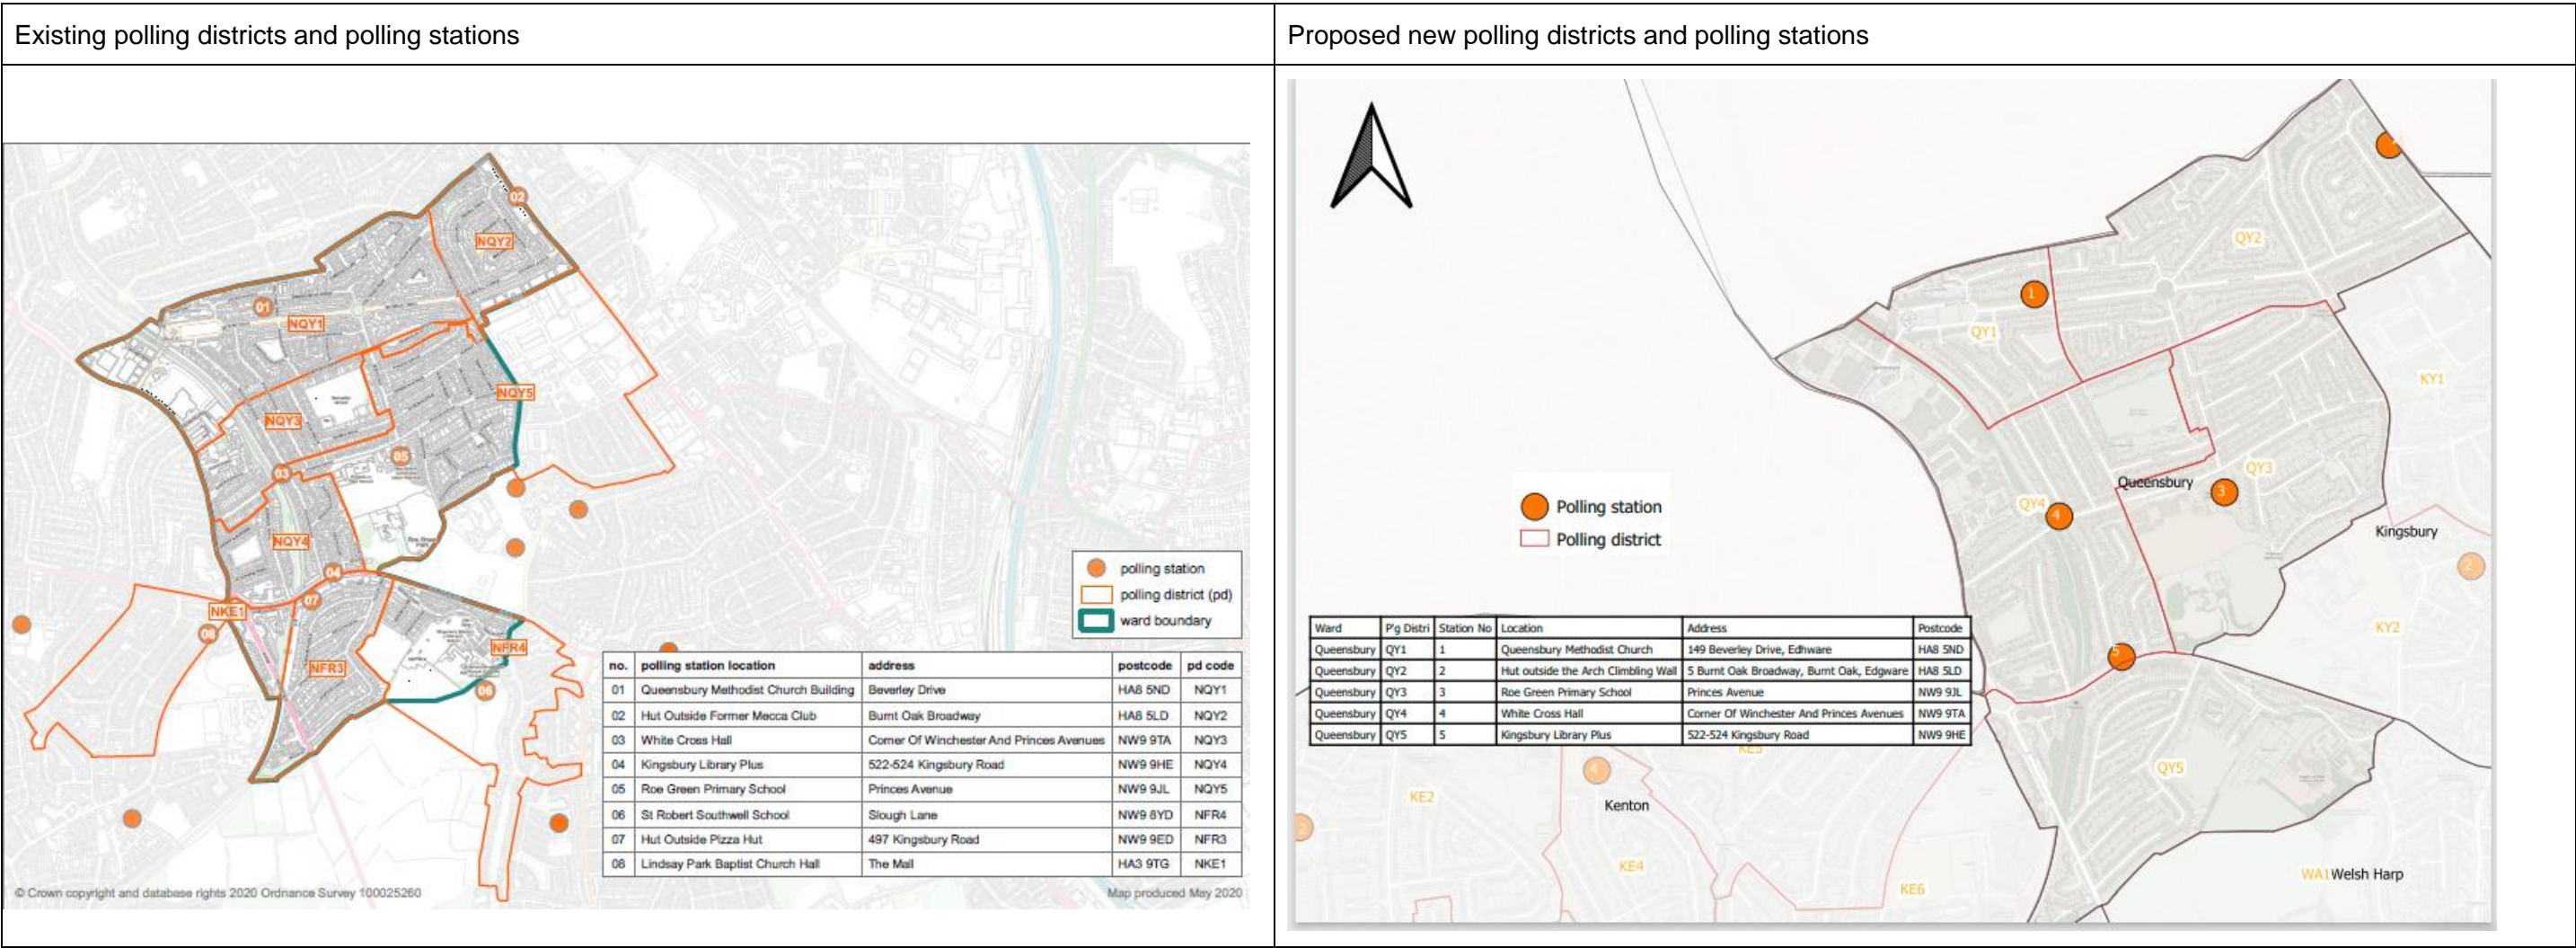 Existing polling districts and polling stations
Proposed new polling districts and polling stations
02
NQY2
01
NQY1
NQY5
NQY3
03
05
NQY4
04
NKE1
07
08
NFR3
NFR4
06
polling station
polling district (pd)
ward boundary
no. polling station location address postcode pd code
01 Queensbury Methodist Church Building Beverley Drive HA8 5ND NQY1
02 Hut Outside Former Mecca Club Burnt Oak Broadway HA8 5LD NQY2
03 White Cross Hall Corner Of Winchester And Princes Avenues NW9 9TA NQY3
04 Kingsbury Library Plus 522-524 Kingsbury Road NW9 9HE NQY4
05 Roe Green Primary School Princes Avenue NW9 9JL NQY5
06 St Robert Southwell School Slough Lane NW9 8YD NFR4
07 Hut Outside Pizza Hut 497 Kingsbury Road NW9 9ED NFR3
08 Lindsay Park Baptist Church Hall The Mall HA3 9TG NKE1
© Crown copyright and database rights 2020 Ordnance Survey 100025260
Map produced May 2020
QY2
1
QY1
KY1
QY3
Queensbury
3
QY4
4
Kingsbury
2
KY2
5
Polling station
Polling district
Ward P'g Distri Station No Location Address Postcode
Queensbury QY1 1 Queensbury Methodist Church 149 Beverley Drive, Edhware HA8 5ND
Queensbury QY2 2 Hut outside the Arch Climbling Wall 5 Burnt Oak Broadway, Burnt Oak, Edgware HA8 5LD
Queensbury QY3 3 Roe Green Primary School Princes Avenue NW9 9JL
Queensbury QY4 4 White Cross Hall Corner Of Winchester And Princes Avenues NW9 9TA
Queensbury QY5 5 Kingsbury Library Plus 522-524 Kingsbury Road NW9 9HE
KE5
QY5
4
KE2
Kenton
2
KE4
KE6
WA1 Welsh Harp